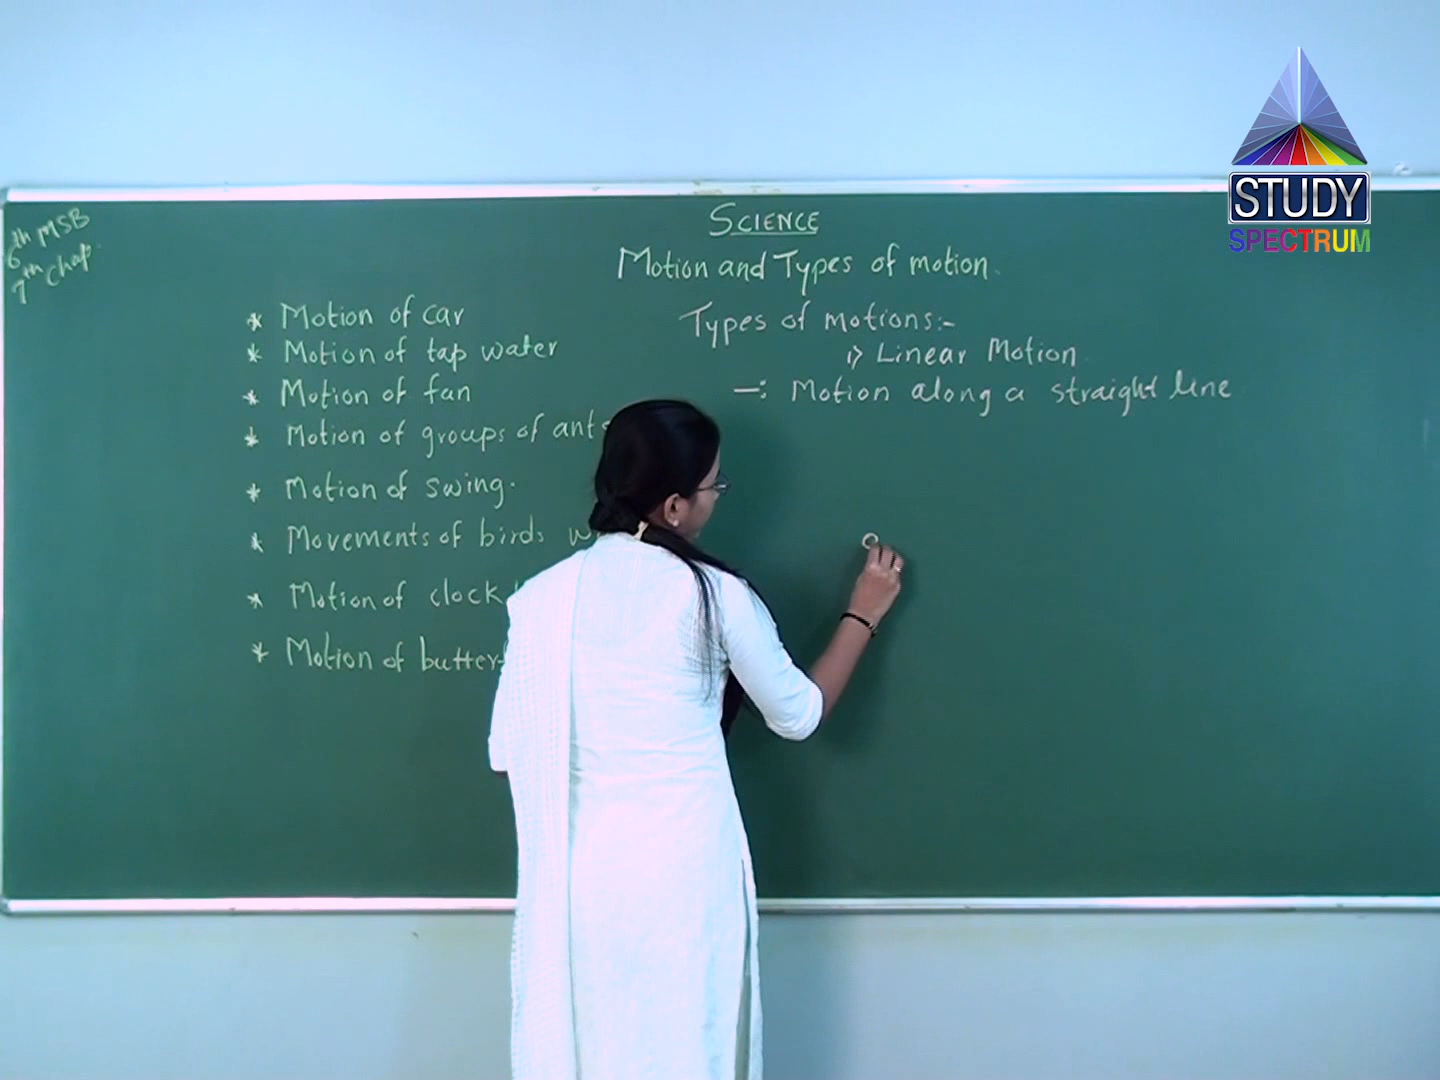 6th MSB
7th Chap.
SCIENCE
Motion and Types of motion.
* Motion of car
* Motion of tap water
* Motion of fan
* Motion of groups of ants
* Motion of swing.
* Movements of birds
* Motion of clock
* Motion of butter
Types of motions:-
1) Linear Motion
—: Motion along a straight line
STUDY
SPECTRUM